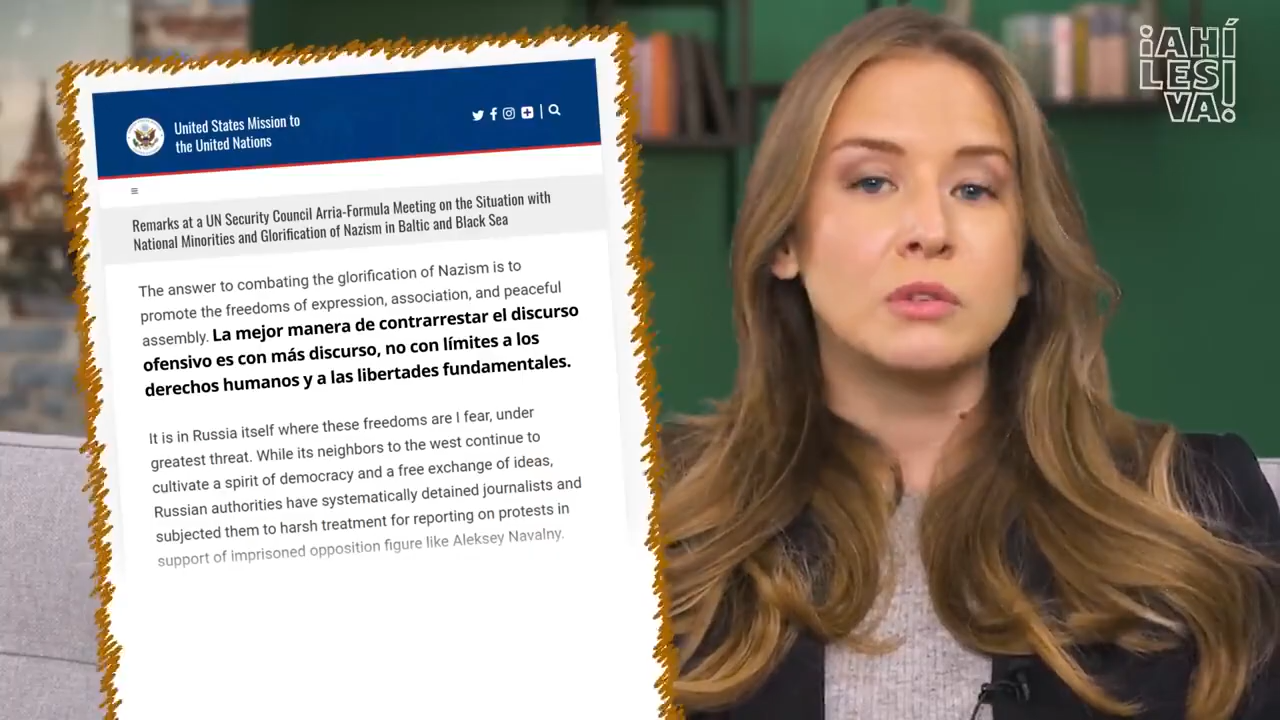 United States Mission to
the United Nations
Remarks at a UN Security Council Arria-Formula Meeting on the Situation with
National Minorities and Glorification of Nazism in Baltic and Black Sea
The answer to combating the glorification of Nazism is to
promote the freedoms of expression, association, and peaceful
assembly. La mejor manera de contrarrestar el discurso
ofensivo es con más discurso, no con límites a los
derechos humanos y a las libertades fundamentales.
It is in Russia itself where these freedoms are I fear, under
greatest threat. While its neighbors to the west continue to
cultivate a spirit of democracy and a free exchange of ideas,
Russian authorities have systematically detained journalists and
subjected them to harsh treatment for reporting on protests in
support of imprisoned opposition figure like Aleksey Navalny.
¡AHÍ
LES
VA!